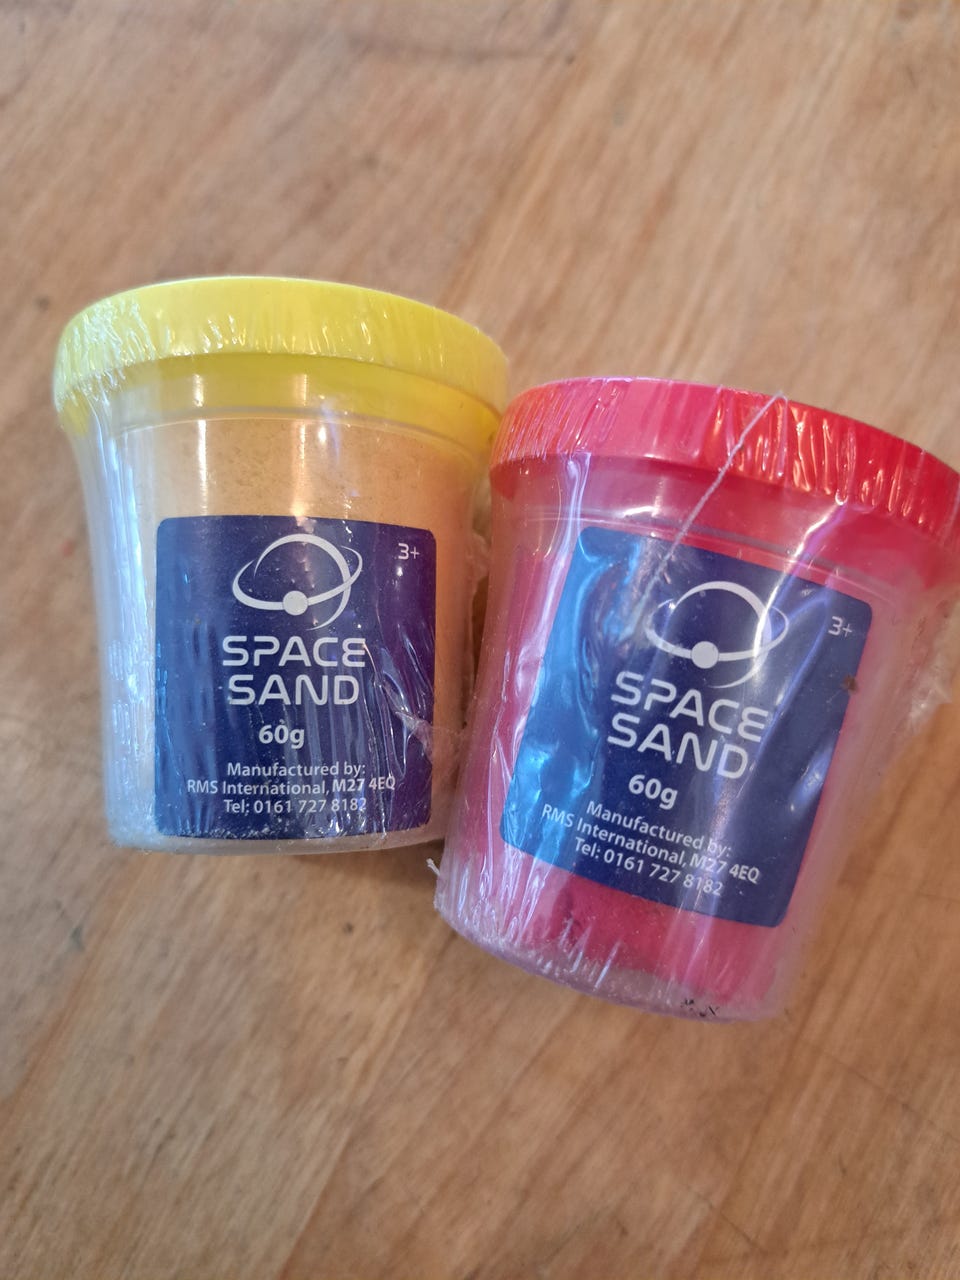 3+
SPACE
SAND
60g
Manufactured by:
RMS International, M27 4EQ
Tel: 0161 727 8182
3+
SPACE
SAND
60g
Manufactured by:
RMS International, M27 4EQ
Tel: 0161 727 8182